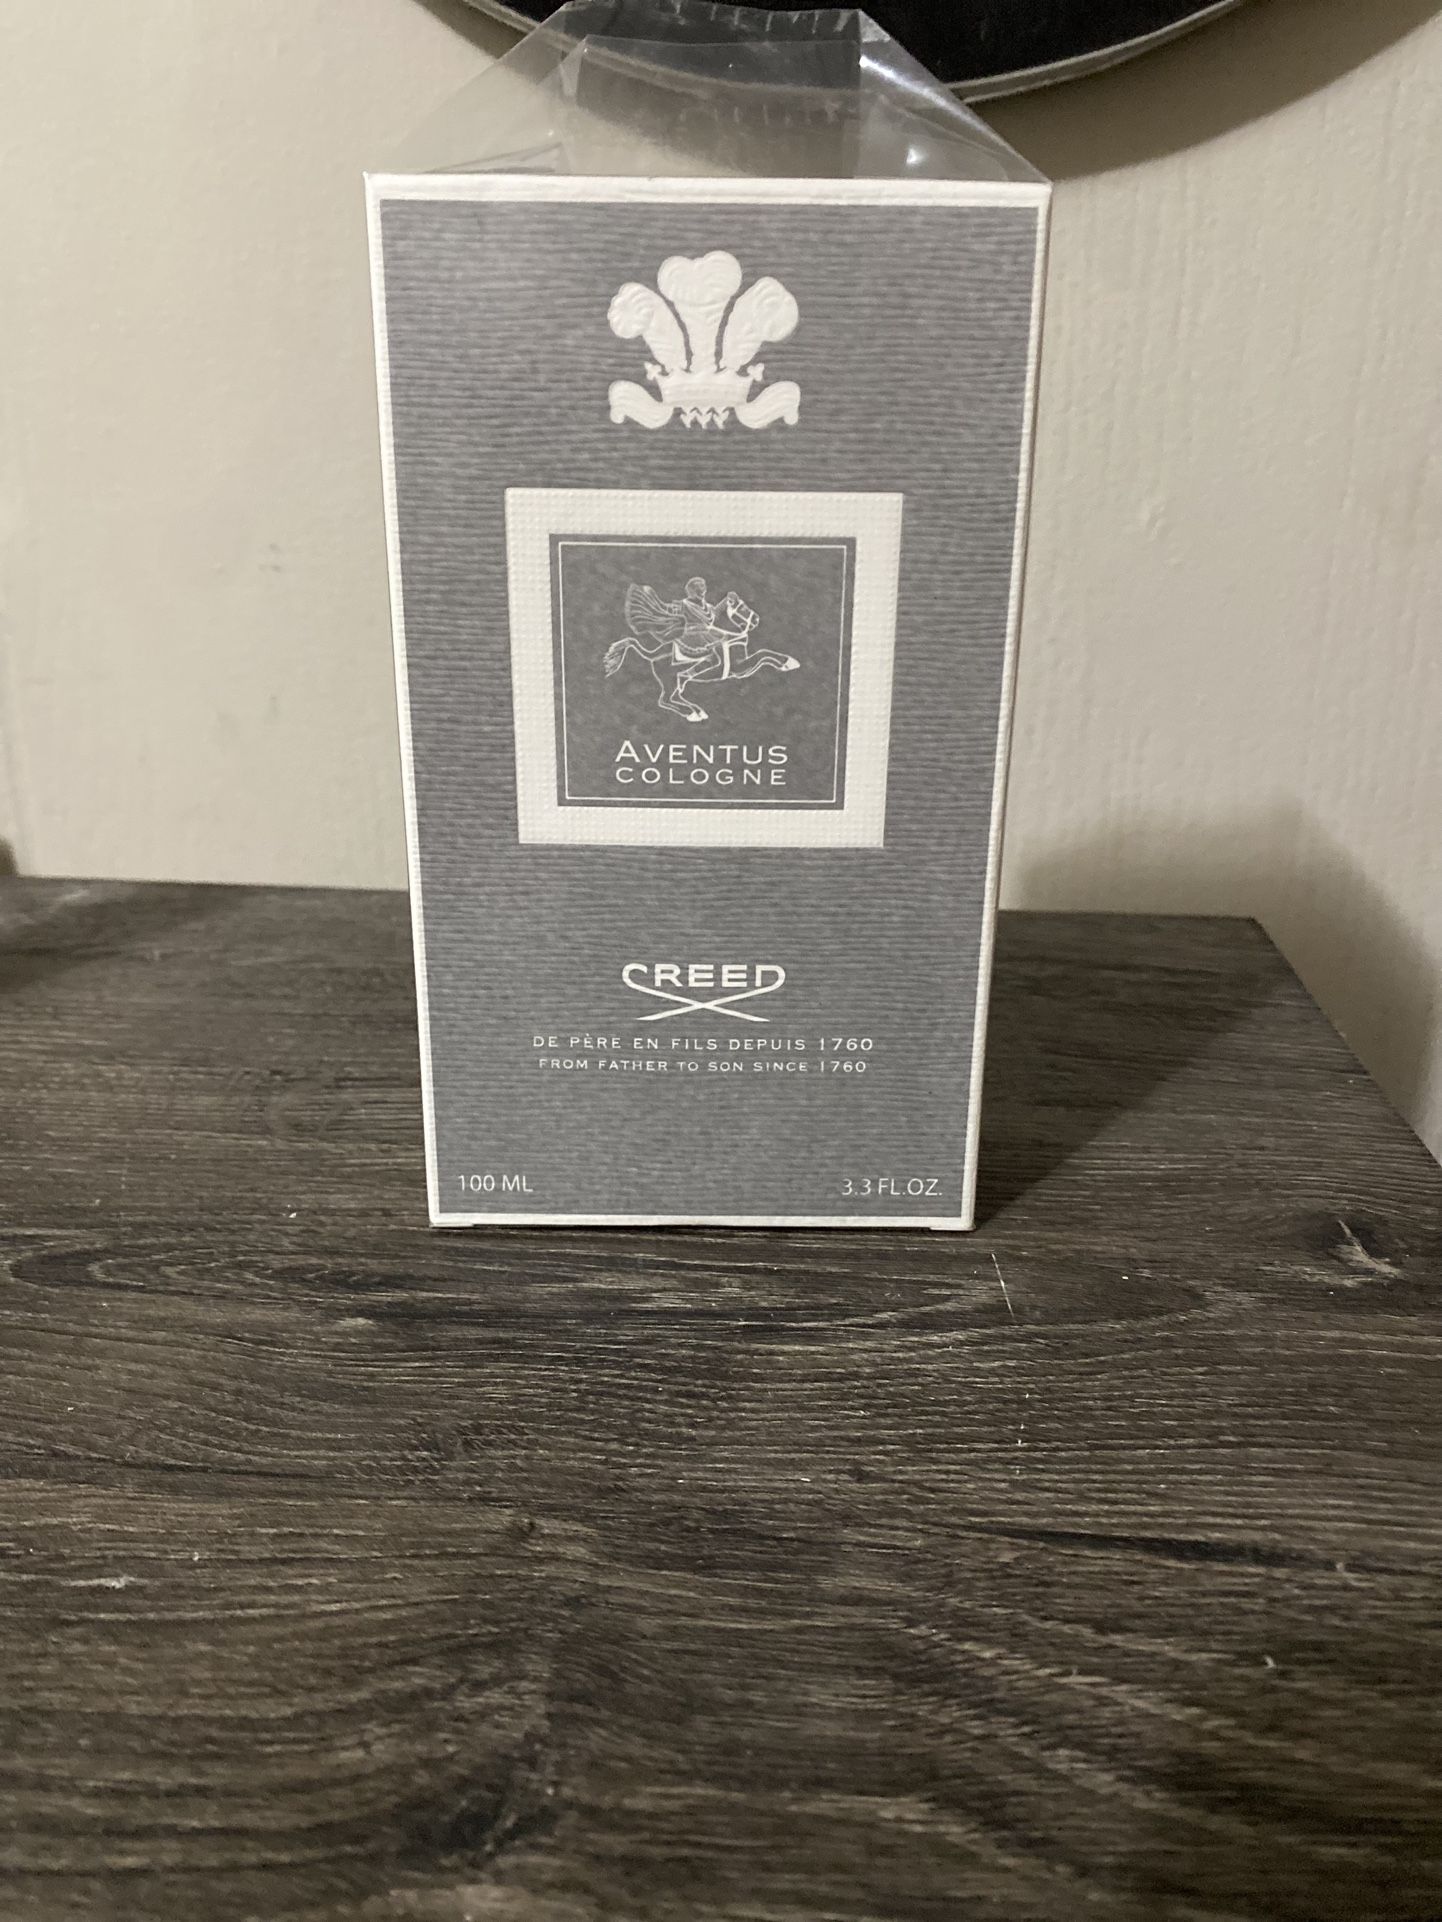 AVENTUS
COLOGNE
CREED
DE PÈRE EN FILS DEPUIS 1760
FROM FATHER TO SON SINCE 1760
100 ML
3.3 FL.OZ.